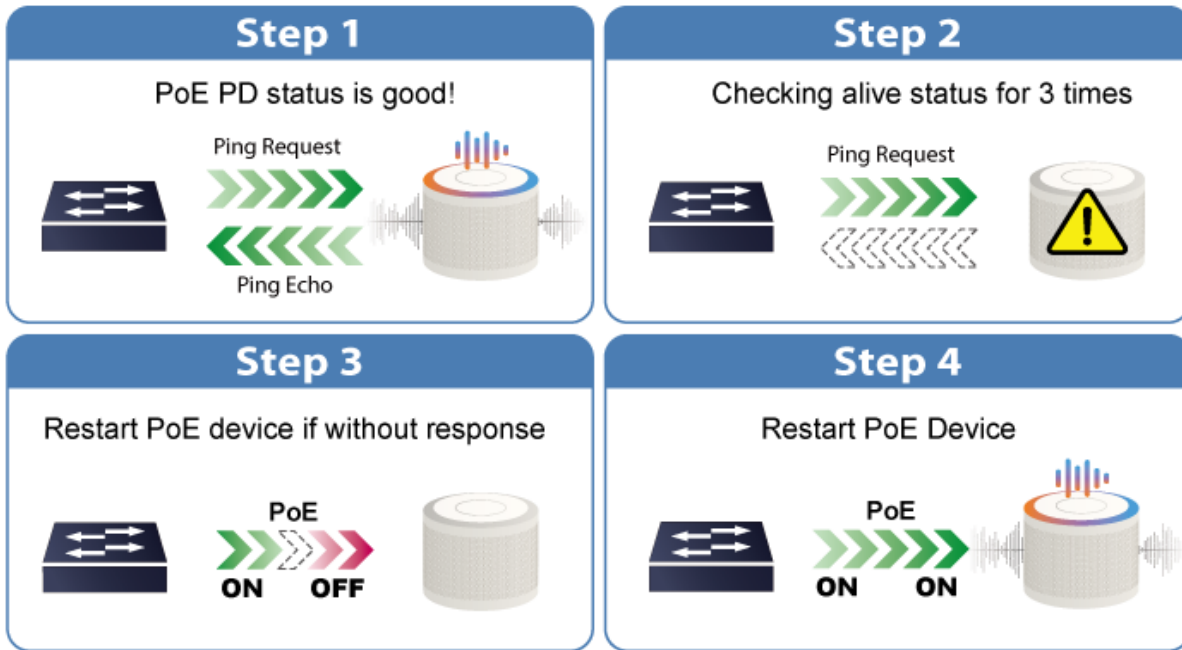 Step 1
PoE PD status is good!
Ping Request
Ping Echo
Step 2
Checking alive status for 3 times
Ping Request
Step 3
Restart PoE device if without response
PoE
ON OFF
Step 4
Restart PoE Device
PoE
ON ON